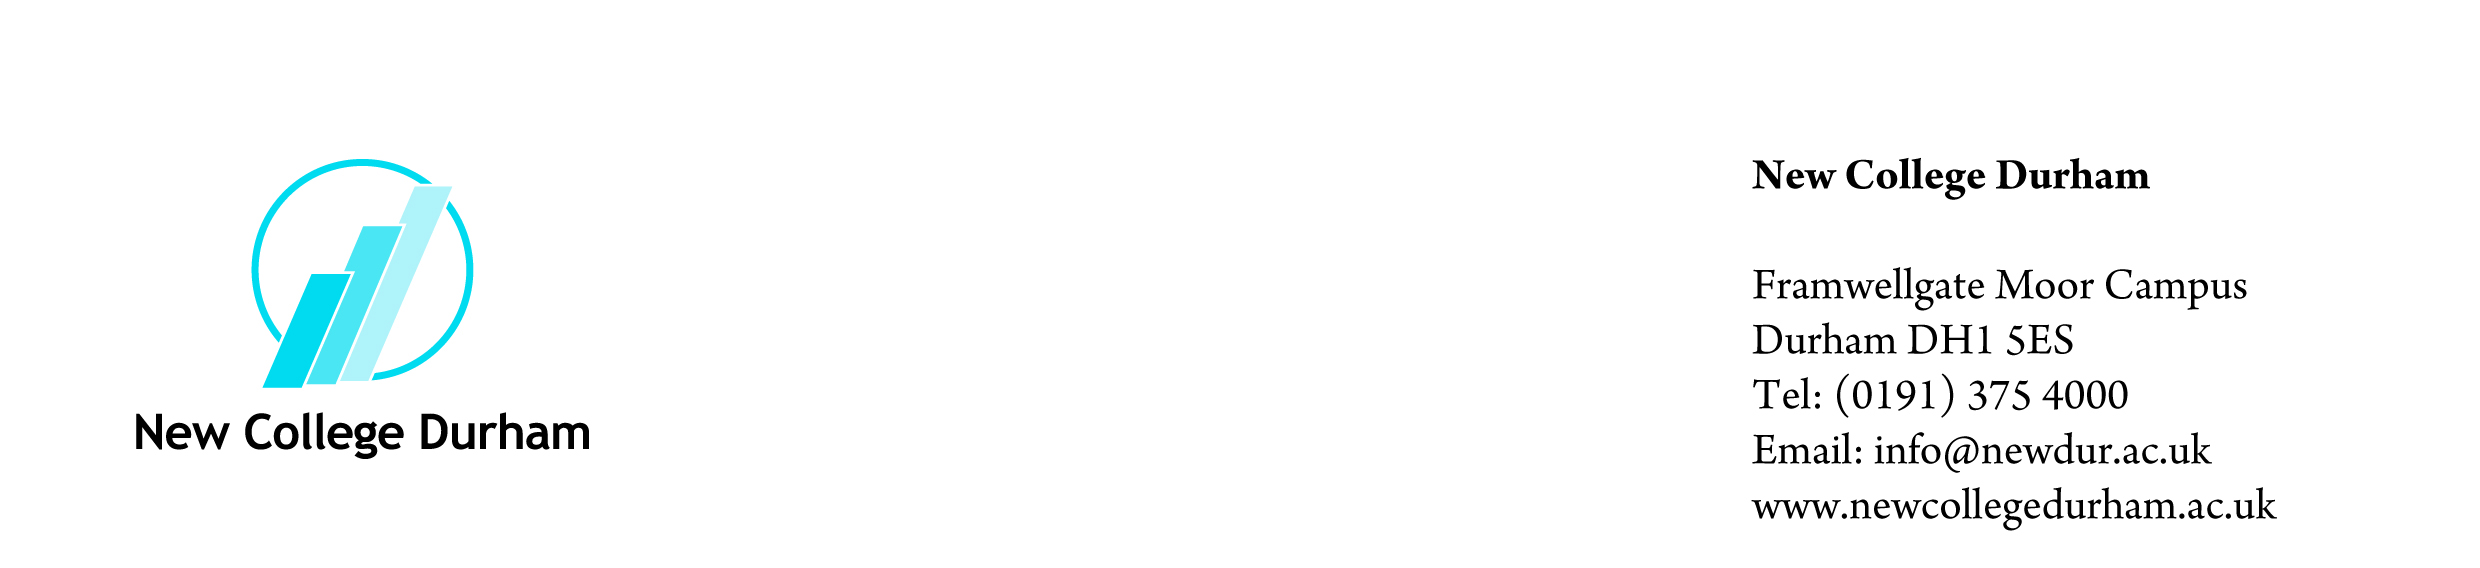 New College Durham
New College Durham
Framwellgate Moor Campus
Durham DH1 5ES
Tel: (0191) 375 4000
Email: info@newdur.ac.uk
www.newcollegedurham.ac.uk